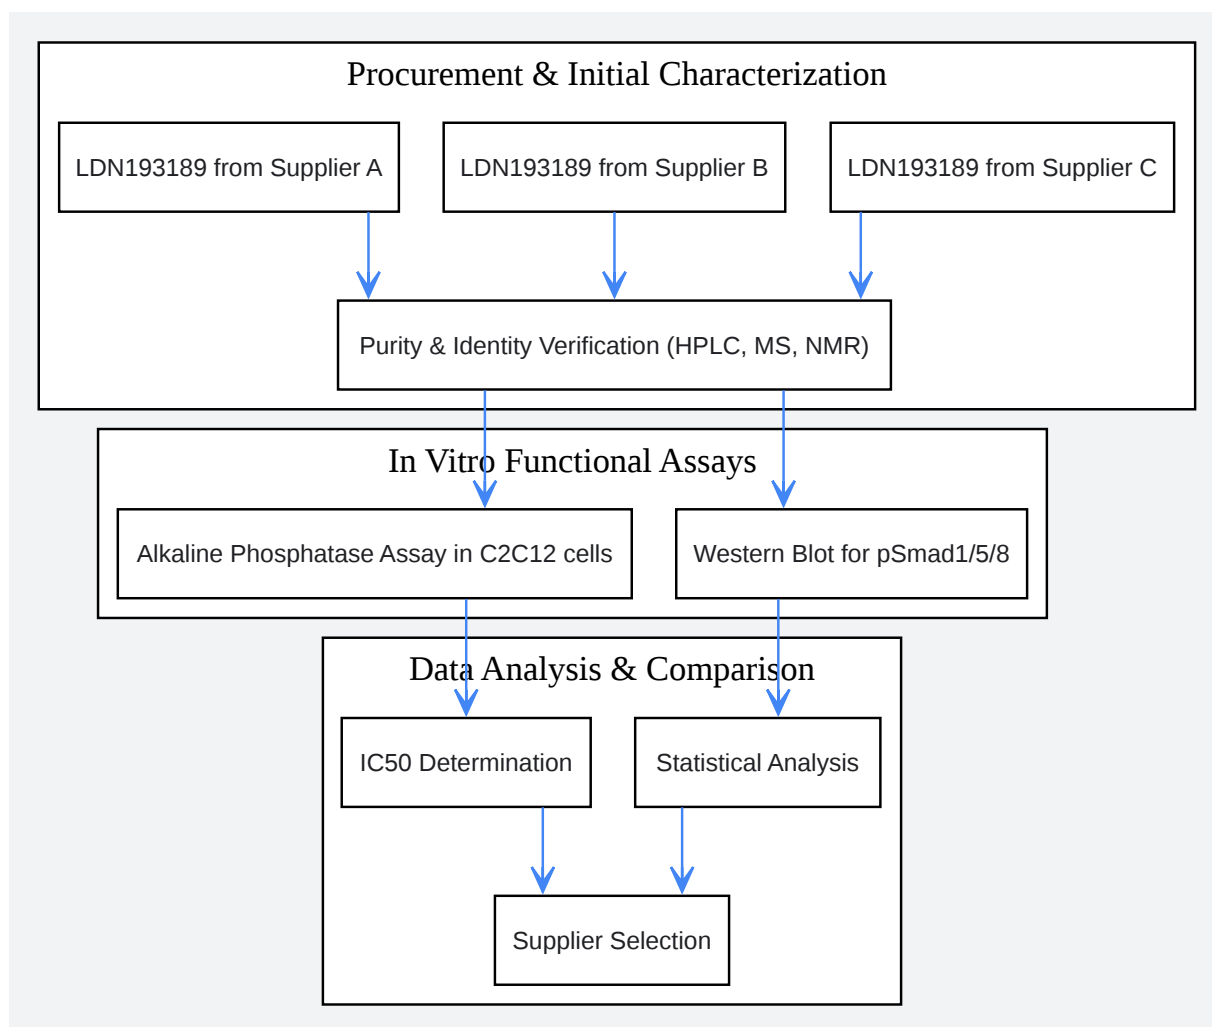 Procurement & Initial Characterization
LDN193189 from Supplier A
LDN193189 from Supplier B
LDN193189 from Supplier C
Purity & Identity Verification (HPLC, MS, NMR)
In Vitro Functional Assays
Alkaline Phosphatase Assay in C2C12 cells
Western Blot for pSmad1/5/8
Data Analysis & Comparison
IC50 Determination
Statistical Analysis
Supplier Selection